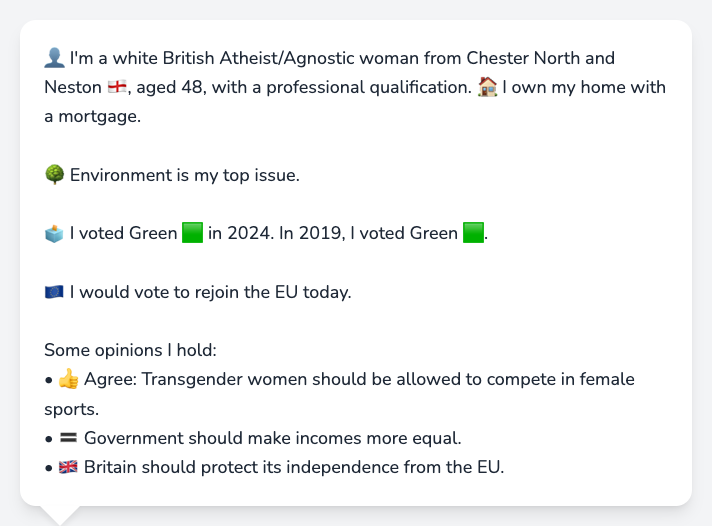 👤 I'm a white British Atheist/Agnostic woman from Chester North and
Neston 🏴󠁧󠁢󠁥󠁮󠁧󠁿, aged 48, with a professional qualification. 🏠 I own my home with
a mortgage.
🌳 Environment is my top issue.
🗳️ I voted Green 🟩 in 2024. In 2019, I voted Green 🟩.
🇪🇺 I would vote to rejoin the EU today.
Some opinions I hold:
• 👍 Agree: Transgender women should be allowed to compete in female
sports.
• 🟰 Government should make incomes more equal.
• 🇬🇧 Britain should protect its independence from the EU.